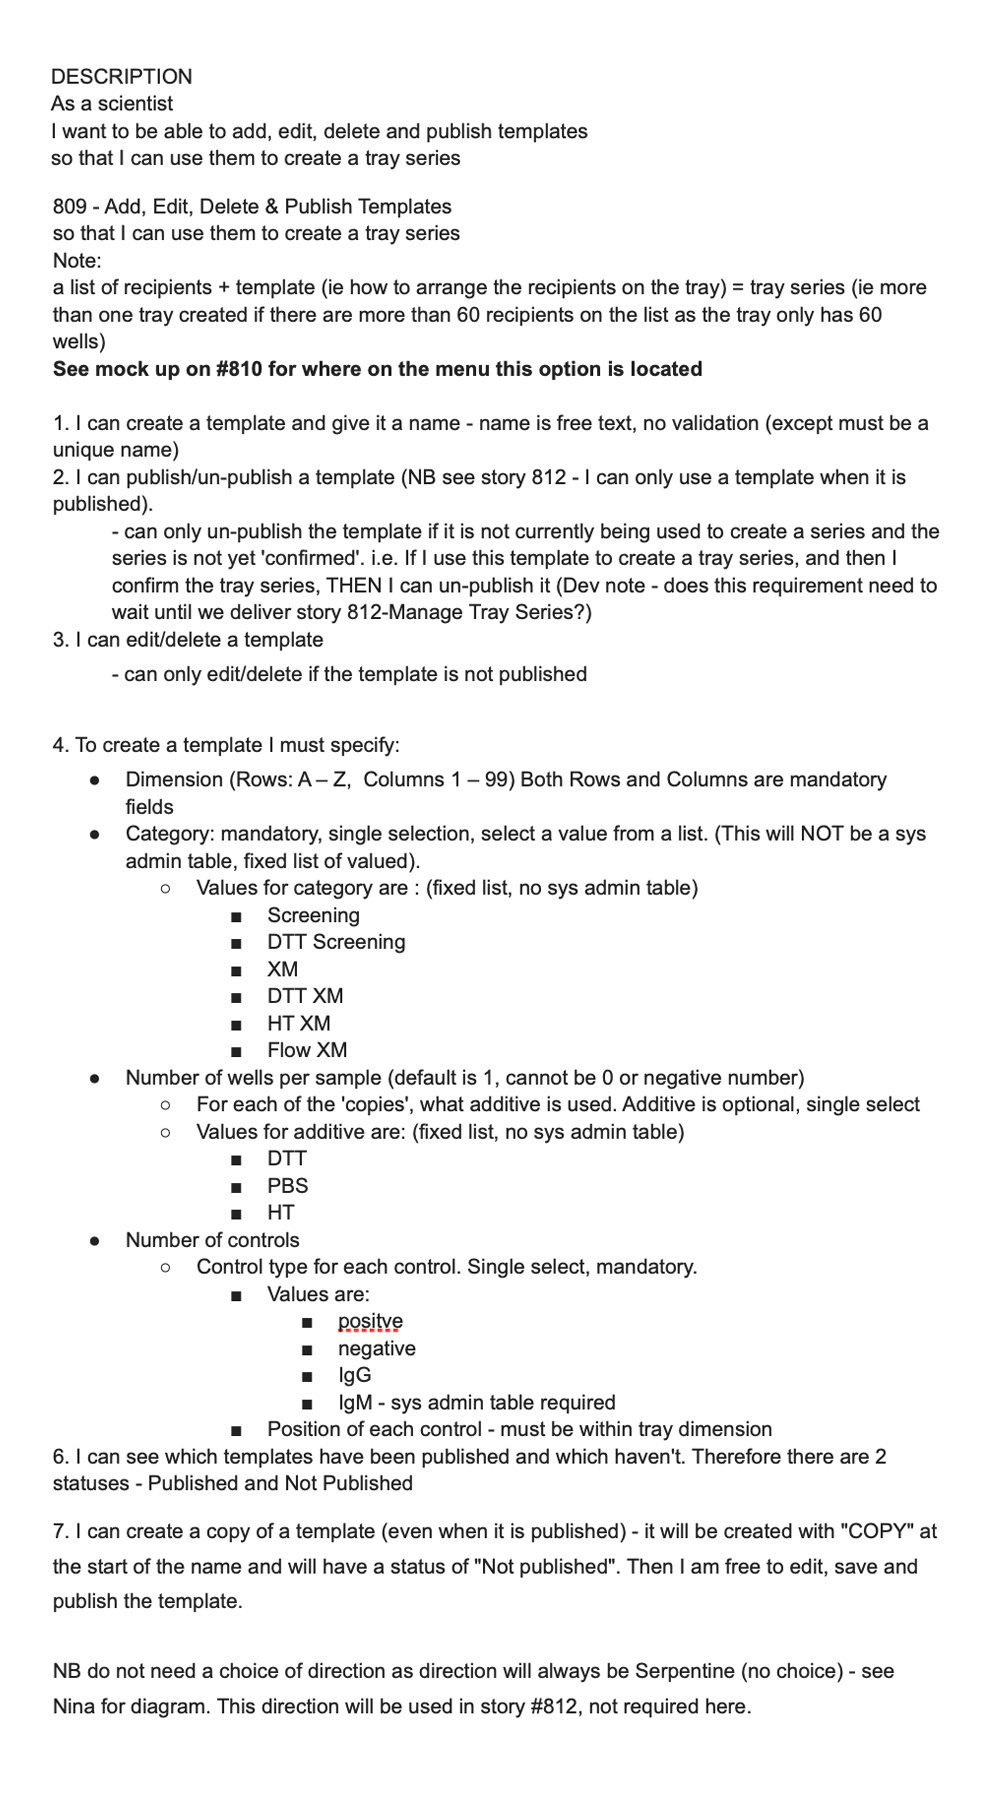 DESCRIPTION
As a scientist
I want to be able to add, edit, delete and publish templates
so that I can use them to create a tray series
809 - Add, Edit, Delete & Publish Templates
so that I can use them to create a tray series
Note:
a list of recipients + template (ie how to arrange the recipients on the tray) = tray series (ie more
than one tray created if there are more than 60 recipients on the list as the tray only has 60
wells)
See mock up on #810 for where on the menu this option is located
1. I can create a template and give it a name - name is free text, no validation (except must be a
unique name)
2. I can publish/un-publish a template (NB see story 812 - I can only use a template when it is
published).
- can only un-publish the template if it is not currently being used to create a series and the
series is not yet 'confirmed'. i.e. If I use this template to create a tray series, and then I
confirm the tray series, THEN I can un-publish it (Dev note - does this requirement need to
wait until we deliver story 812-Manage Tray Series?)
3. I can edit/delete a template
- can only edit/delete if the template is not published
4. To create a template I must specify:
● Dimension (Rows: A – Z,  Columns 1 – 99) Both Rows and Columns are mandatory
fields
● Category: mandatory, single selection, select a value from a list. (This will NOT be a sys
admin table, fixed list of valued).
○ Values for category are : (fixed list, no sys admin table)
■ Screening
■ DTT Screening
■ XM
■ DTT XM
■ HT XM
■ Flow XM
● Number of wells per sample (default is 1, cannot be 0 or negative number)
○ For each of the 'copies', what additive is used. Additive is optional, single select
○ Values for additive are: (fixed list, no sys admin table)
■ DTT
■ PBS
■ HT
● Number of controls
○ Control type for each control. Single select, mandatory.
■ Values are:
■ positve
■ negative
■ IgG
■ IgM - sys admin table required
■ Position of each control - must be within tray dimension
6. I can see which templates have been published and which haven't. Therefore there are 2
statuses - Published and Not Published
7. I can create a copy of a template (even when it is published) - it will be created with "COPY" at
the start of the name and will have a status of "Not published". Then I am free to edit, save and
publish the template.
NB do not need a choice of direction as direction will always be Serpentine (no choice) - see
Nina for diagram. This direction will be used in story #812, not required here.